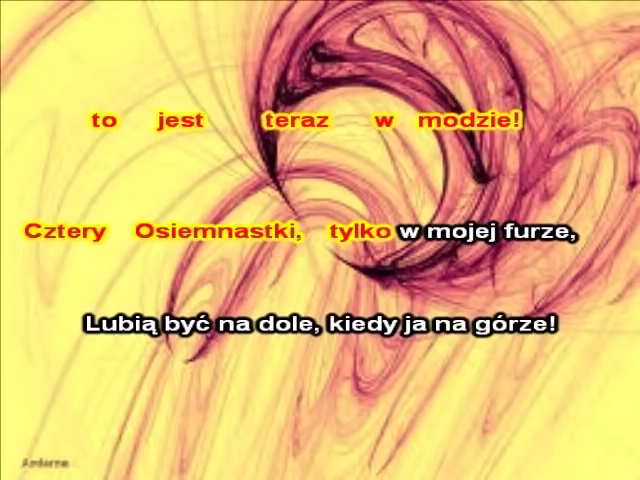 to jest teraz w modzie!
Cztery Osiemnastki, tylko w mojej furze,
Lubią być na dole, kiedy ja na górze!